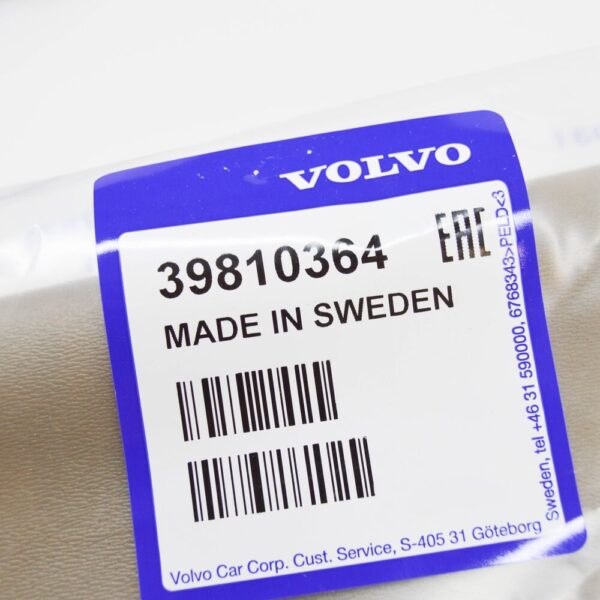 VOLVO
39810364 EAC
MADE IN SWEDEN
Volvo Car Corp. Cust. Service, S-405 31 Göteborg
Sweden, tel +46 31 590000, 6768343>PELD<3